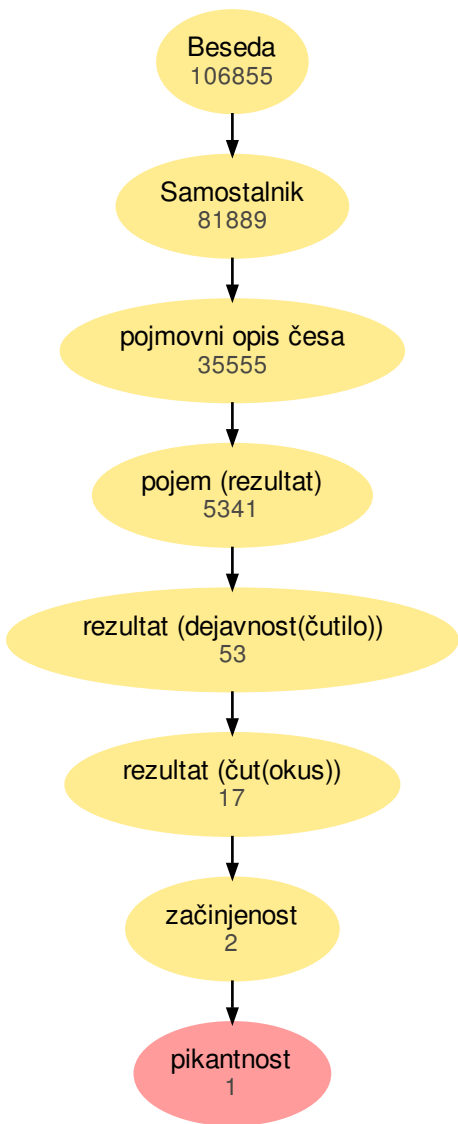 Beseda
106855
Samostalnik
81889
pojmovni opis česa
35555
pojem (rezultat)
5341
rezultat (dejavnost(čutilo))
53
rezultat (čut(okus))
17
začinjenost
2
pikantnost
1